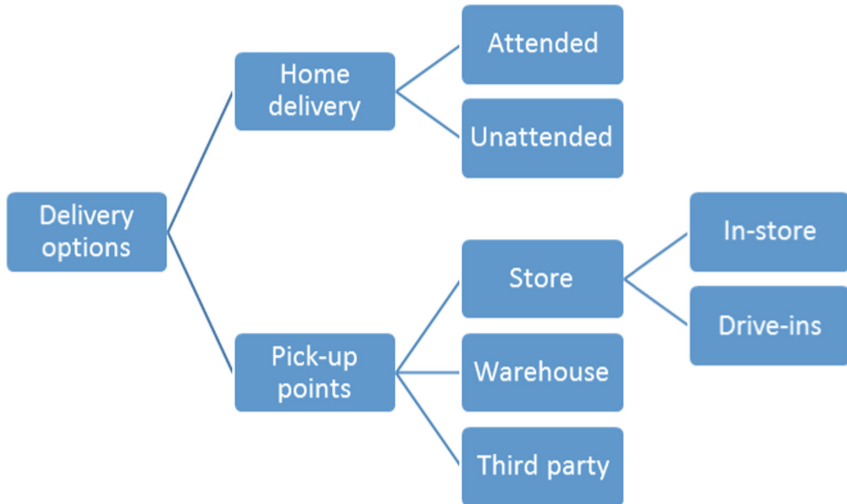 Delivery
options
Home
delivery
Attended
Unattended
Pick-up
points
Store
In-store
Drive-ins
Warehouse
Third party